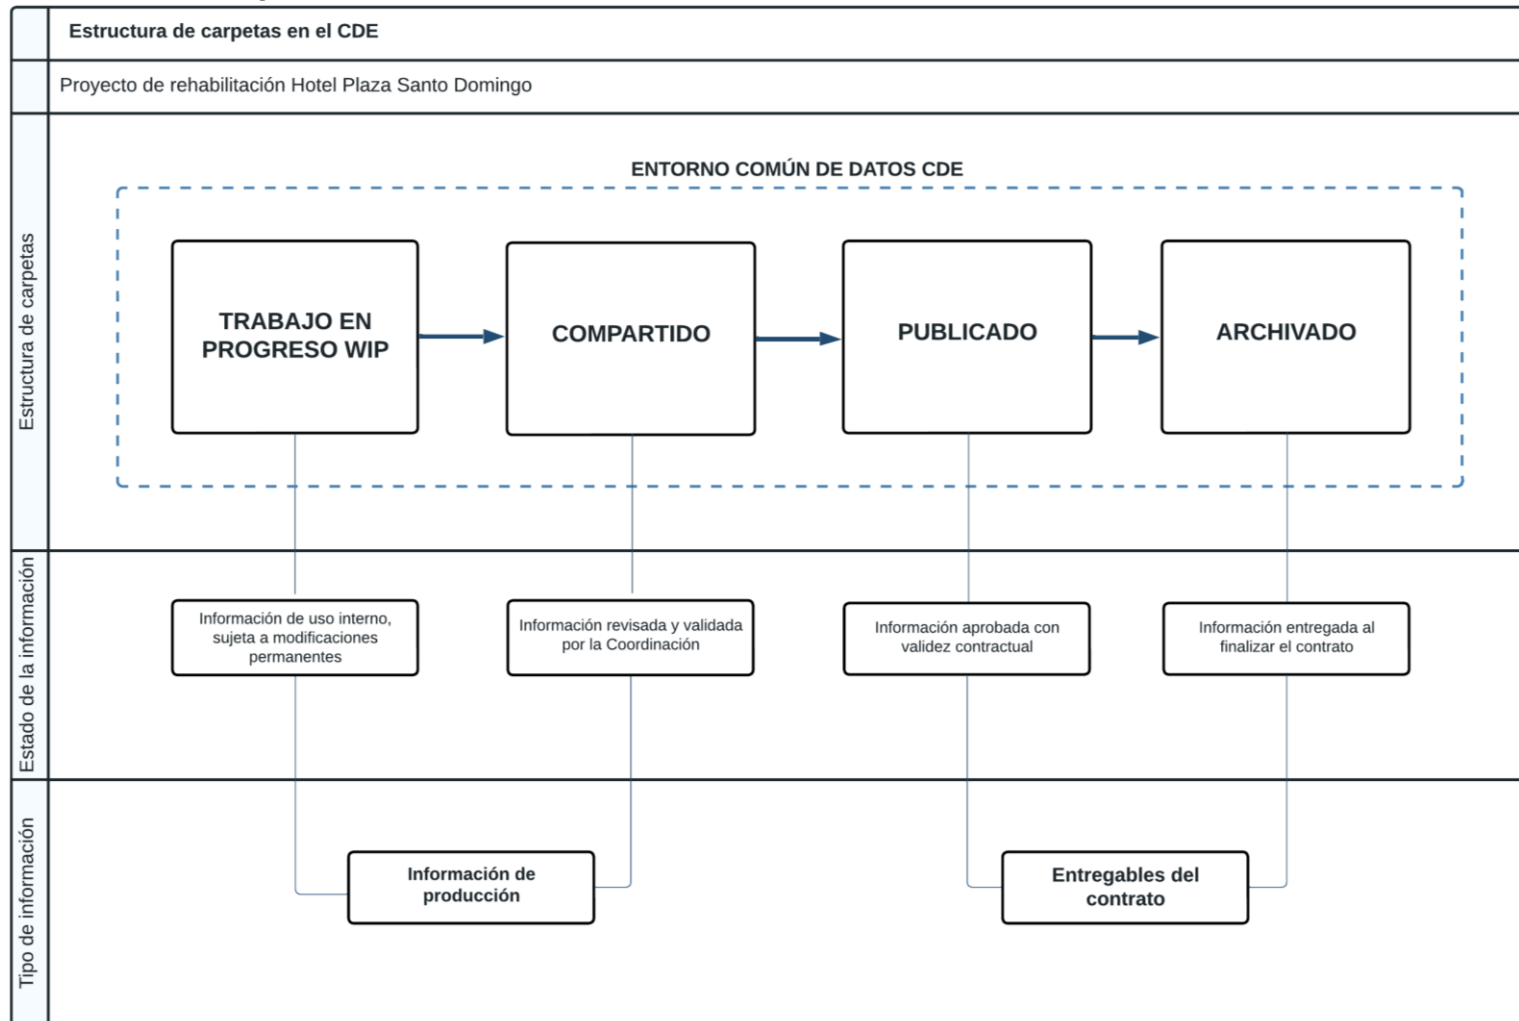 Estructura de carpetas en el CDE
Proyecto de rehabilitación Hotel Plaza Santo Domingo
Estructura de carpetas
ENTORNO COMÚN DE DATOS CDE
TRABAJO EN
PROGRESO WIP
COMPARTIDO
PUBLICADO
ARCHIVADO
Estado de la información
Información de uso interno,
sujeta a modificaciones
permanentes
Información revisada y validada
por la Coordinación
Información aprobada con
validez contractual
Información entregada al
finalizar el contrato
Tipo de información
Información de
producción
Entregables del
contrato